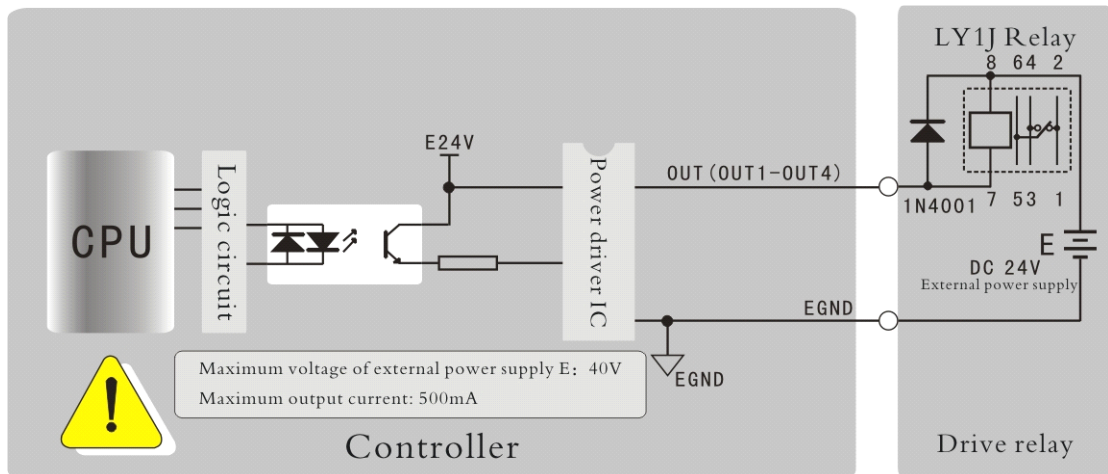 LY1J Relay
8 64 2
E24V
OUT(OUT1-OUT4)
1N4001 7 53 1
CPU
Logic circuit
Power driver IC
E
DC 24V
External power supply
EGND
EGND
Maximum voltage of external power supply E: 40V
Maximum output current: 500mA
Controller
Drive relay